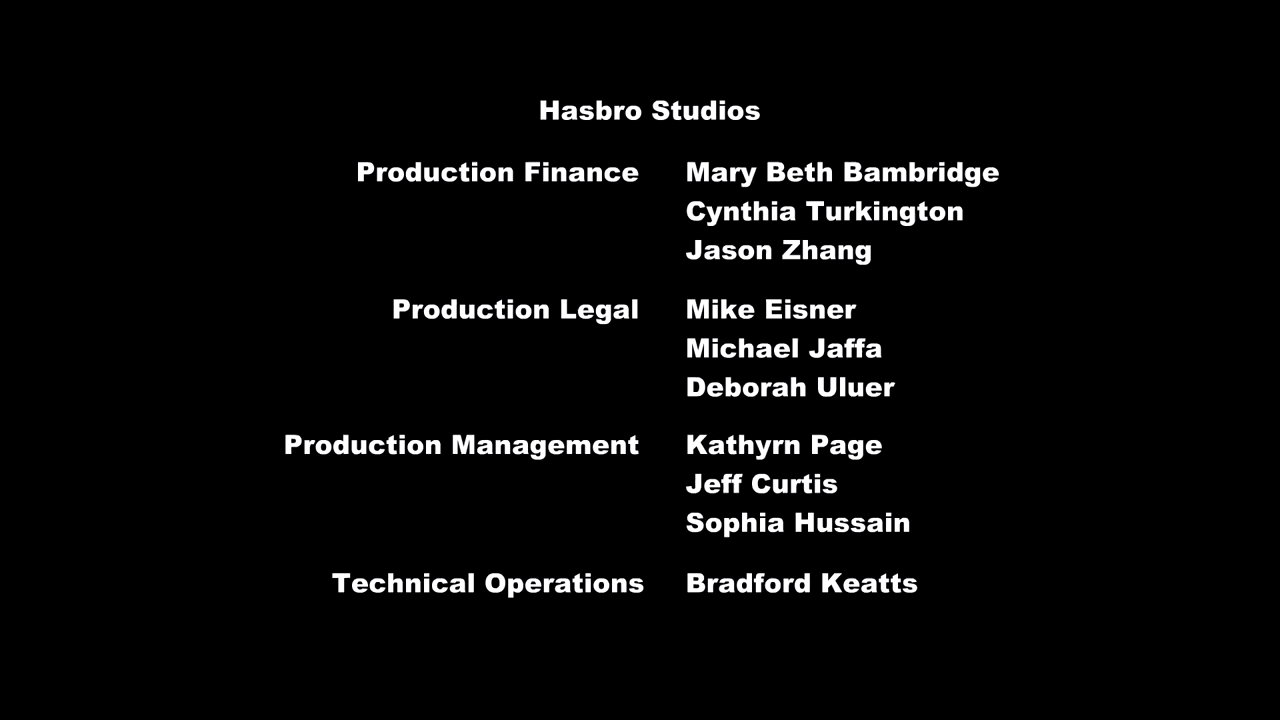 Hasbro Studios
Production Finance Mary Beth Bambridge
Cynthia Turkington
Jason Zhang
Production Legal Mike Eisner
Michael Jaffa
Deborah Uluer
Production Management Kathyrn Page
Jeff Curtis
Sophia Hussain
Technical Operations Bradford Keatts